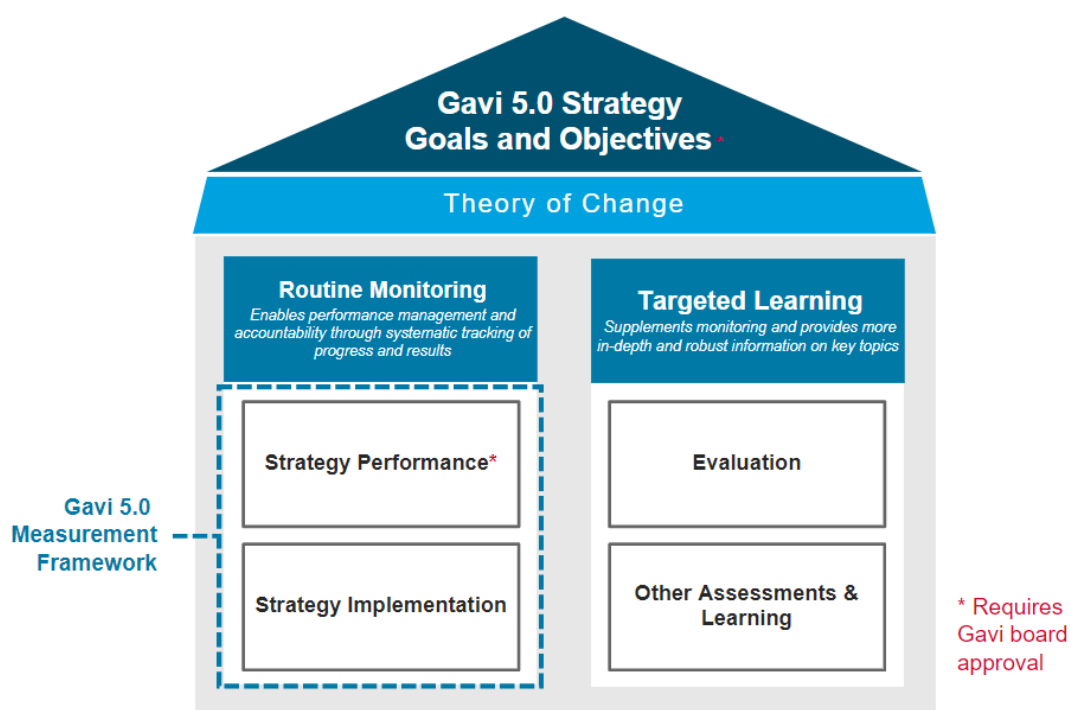 Gavi 5.0 Strategy
Goals and Objectives *
Theory of Change
Routine Monitoring
Enables performance management and
accountability through systematic tracking of
progress and results
Targeted Learning
Supplements monitoring and provides more
in-depth and robust information on key topics
Strategy Performance*
Evaluation
Gavi 5.0
Measurement
Framework
Strategy Implementation
Other Assessments &
Learning
* Requires
Gavi board
approval